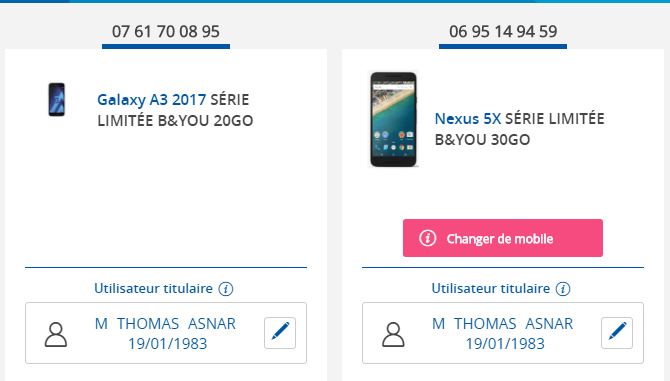 07 61 70 08 95
Galaxy A3 2017 SÉRIE
LIMITÉE B&YOU 20GO
Utilisateur titulaire
M THOMAS ASNAR
19/01/1983
06 95 14 94 59
Nexus 5X SÉRIE LIMITÉE
B&YOU 30GO
Changer de mobile
Utilisateur titulaire
M THOMAS ASNAR
19/01/1983